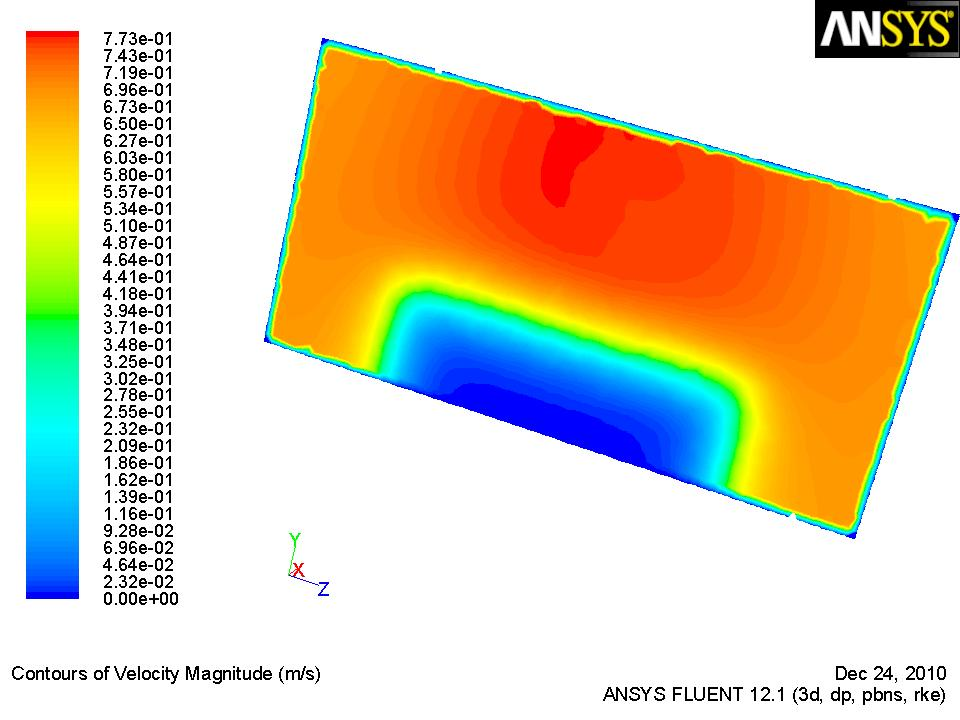 ANSYS
7.73e-01
7.43e-01
7.19e-01
6.96e-01
6.73e-01
6.50e-01
6.27e-01
6.03e-01
5.80e-01
5.57e-01
5.34e-01
5.10e-01
4.87e-01
4.64e-01
4.41e-01
4.18e-01
3.94e-01
3.71e-01
3.48e-01
3.25e-01
3.02e-01
2.78e-01
2.55e-01
2.32e-01
2.09e-01
1.86e-01
1.62e-01
1.39e-01
1.16e-01
9.28e-02
6.96e-02
4.64e-02
2.32e-02
0.00e+00
Y
X
Z
Contours of Velocity Magnitude (m/s)
Dec 24, 2010
ANSYS FLUENT 12.1 (3d, dp, pbns, rke)